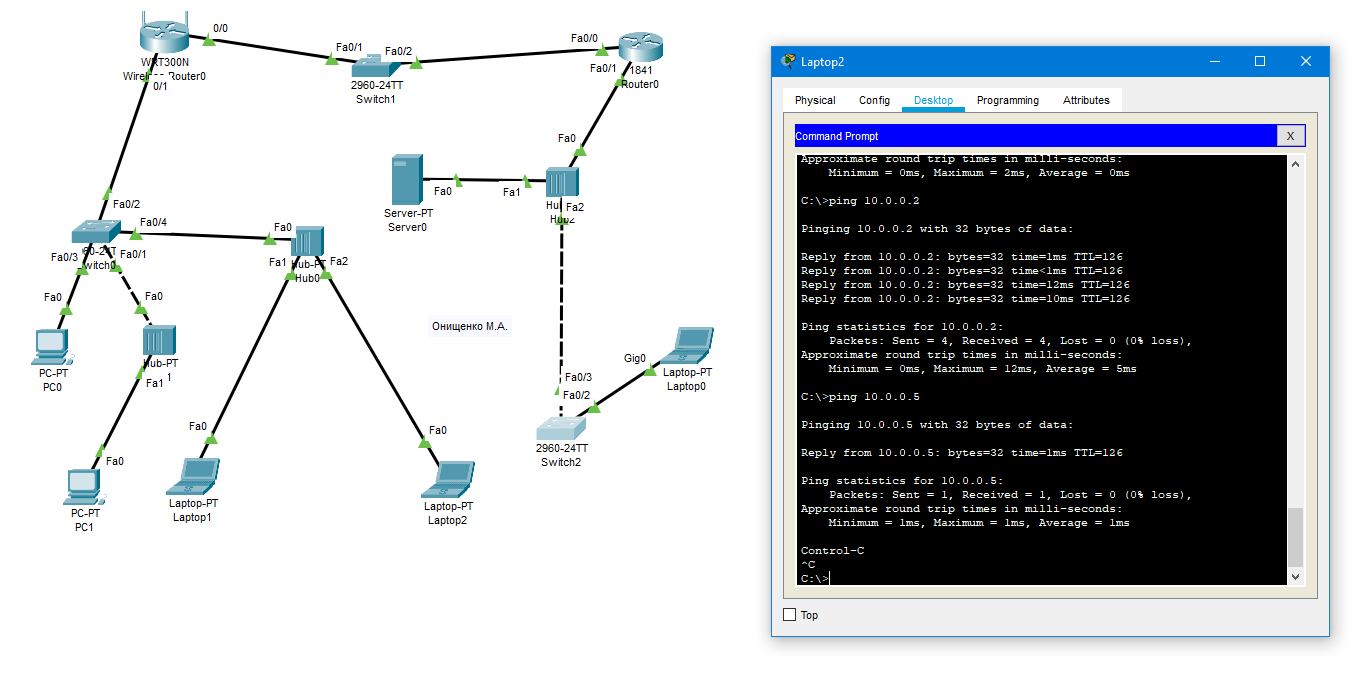 0/0
Fa0/1
Fa0/2
Fa0/0
WRT300N
Wireless Router0
0/1
2960-24TT
Switch1
Fa0/1
1841
Router0
Fa0
Fa0
Fa1
Server-PT
Server0
Fa2
Hub2
Fa0/2
Fa0/4
Fa0
Fa0/3
Fa0/1
Switch0
Fa1
Hub-PT
Fa2
Hub0
Fa0
Fa0
Онищенко М.А.
PC-PT
PC0
Hub-PT
1
Fa1
Gig0
Laptop-PT
Laptop0
Fa0/3
Fa0/2
2960-24TT
Switch2
Fa0
Fa0
Fa0
PC-PT
PC1
Laptop-PT
Laptop1
Laptop-PT
Laptop2
Laptop2
Physical Config Desktop Programming Attributes
Command Prompt
X
Approximate round trip times in milli-seconds:
Minimum = 0ms, Maximum = 2ms, Average = 0ms
C:\>ping 10.0.0.2
Pinging 10.0.0.2 with 32 bytes of data:
Reply from 10.0.0.2: bytes=32 time=1ms TTL=126
Reply from 10.0.0.2: bytes=32 time<1ms TTL=126
Reply from 10.0.0.2: bytes=32 time=12ms TTL=126
Reply from 10.0.0.2: bytes=32 time=10ms TTL=126
Ping statistics for 10.0.0.2:
Packets: Sent = 4, Received = 4, Lost = 0 (0% loss),
Approximate round trip times in milli-seconds:
Minimum = 0ms, Maximum = 12ms, Average = 5ms
C:\>ping 10.0.0.5
Pinging 10.0.0.5 with 32 bytes of data:
Reply from 10.0.0.5: bytes=32 time=1ms TTL=126
Ping statistics for 10.0.0.5:
Packets: Sent = 1, Received = 1, Lost = 0 (0% loss),
Approximate round trip times in milli-seconds:
Minimum = 1ms, Maximum = 1ms, Average = 1ms
Control-C
^C
C:\>
Top